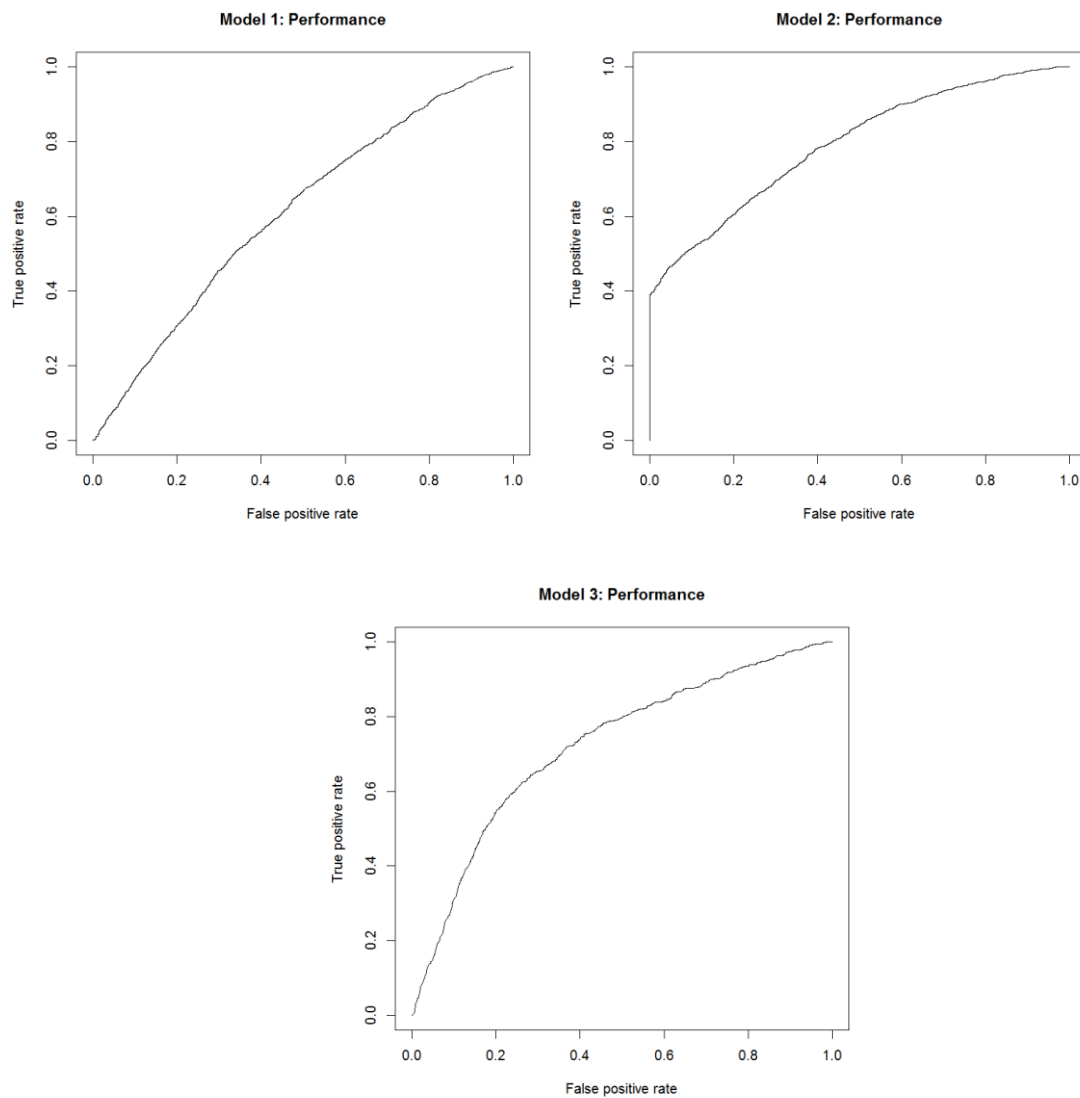 Model 1: Performance
True positive rate
1.0
0.8
0.6
0.4
0.2
0.0
0.0 0.2 0.4 0.6 0.8 1.0
False positive rate
Model 2: Performance
True positive rate
1.0
0.8
0.6
0.4
0.2
0.0
0.0 0.2 0.4 0.6 0.8 1.0
False positive rate
Model 3: Performance
True positive rate
1.0
0.8
0.6
0.4
0.2
0.0
0.0 0.2 0.4 0.6 0.8 1.0
False positive rate